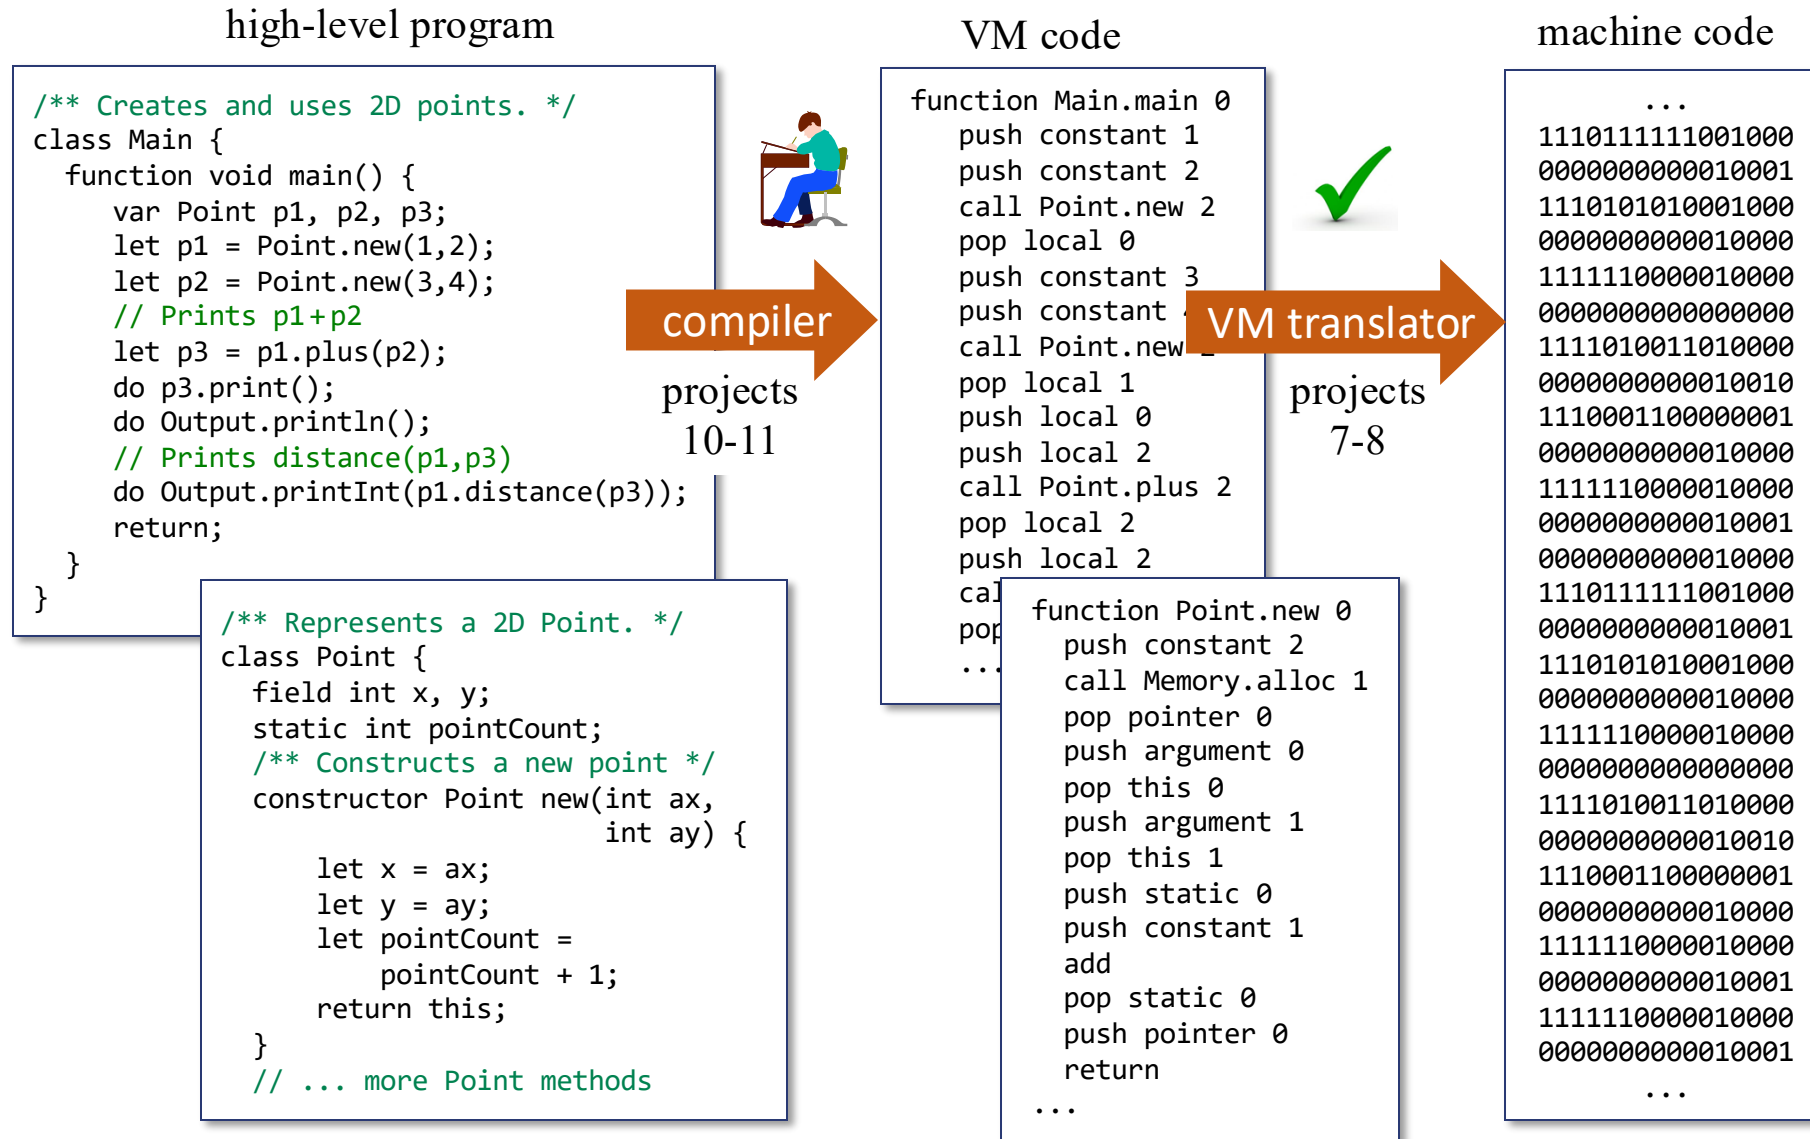 high-level program
/** Creates and uses 2D points. */
class Main {
function void main() {
var Point p1, p2, p3;
let p1 = Point.new(1,2);
let p2 = Point.new(3,4);
// Prints p1+p2
let p3 = p1.plus(p2);
do p3.print();
do Output.println();
// Prints distance(p1,p3)
do Output.printInt(p1.distance(p3));
return;
}
}
/** Represents a 2D Point. */
class Point {
field int x, y;
static int pointCount;
/** Constructs a new point */
constructor Point new(int ax,
int ay) {
let x = ax;
let y = ay;
let pointCount =
pointCount + 1;
return this;
}
// ... more Point methods
compiler
projects
10-11
VM code
function Main.main 0
push constant 1
push constant 2
call Point.new 2
pop local 0
push constant 3
push constant
call Point.new
pop local 1
push local 0
push local 2
call Point.plus 2
pop local 2
push local 2
cal
pop
...
function Point.new 0
push constant 2
call Memory.alloc 1
pop pointer 0
push argument 0
pop this 0
push argument 1
pop this 1
push static 0
push constant 1
add
pop static 0
push pointer 0
return
...
VM translator
projects
7-8
machine code
...
1110111111001000
0000000000010001
1110101010001000
0000000000010000
1111110000010000
0000000000000000
1111010011010000
0000000000010010
1110001100000001
0000000000010000
1111110000010000
0000000000010001
0000000000010000
1110111111001000
0000000000010001
1110101010001000
0000000000010000
1111110000010000
0000000000000000
1111010011010000
0000000000010010
1110001100000001
0000000000010000
1111110000010000
0000000000010001
1111110000010000
0000000000010001
...